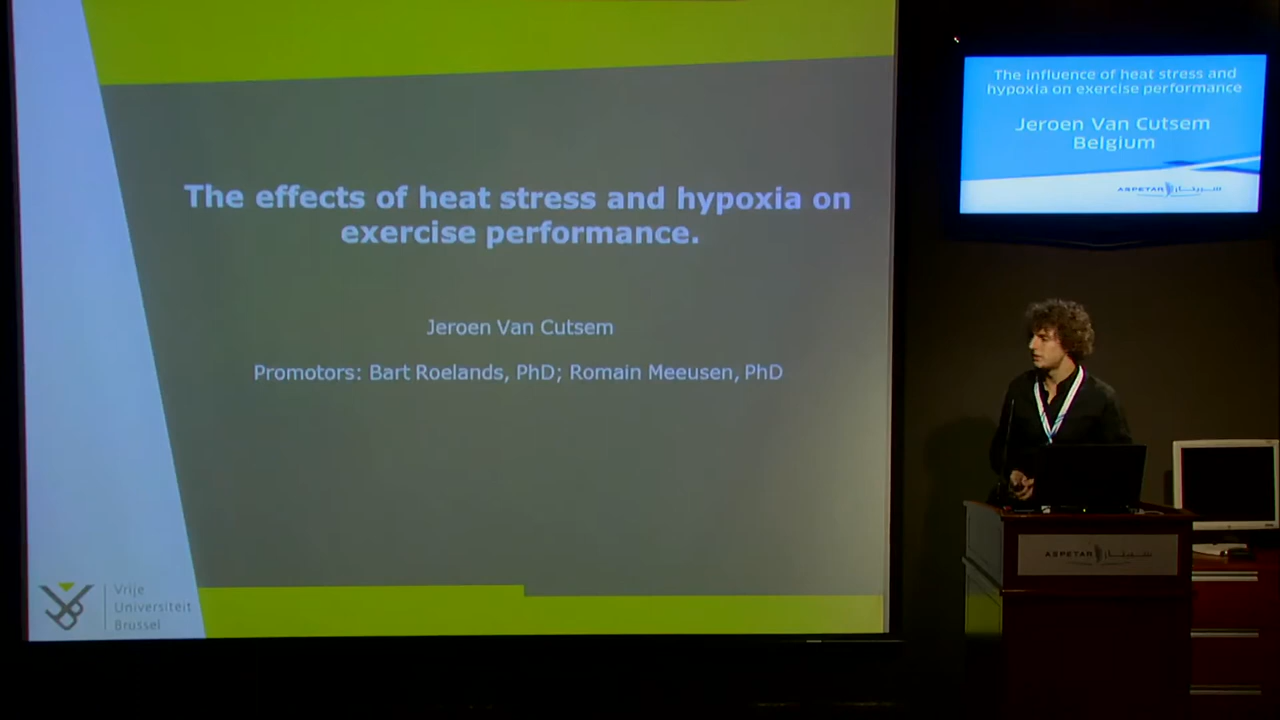 The effects of heat stress and hypoxia on
exercise performance.
Jeroen Van Cutsem
Promotors: Bart Roelands, PhD; Romain Meeusen, PhD
Vrije
Universiteit
Brussel
The influence of heat stress and
hypoxia on exercise performance
Jeroen Van Cutsem
Belgium
ASPETAR سبيتار
ASPETAR سبيتار